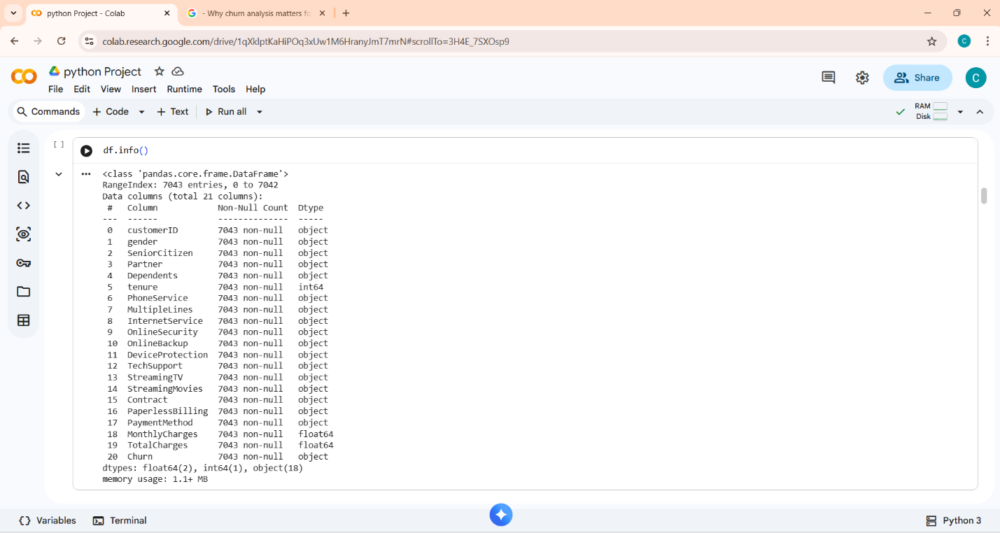 python Project - Colab
- Why churn analysis matters fo
colab.research.google.com/drive/1qXklptKaHiPOq3xUw1M6HranyJmT7mrN#scrollTo=3H4E_7SXOsp9
C
python Project
File Edit View Insert Runtime Tools Help
Share
C
Commands + Code + Text Run all
RAM
Disk
[ ]
df.info()
<class 'pandas.core.frame.DataFrame'>
RangeIndex: 7043 entries, 0 to 7042
Data columns (total 21 columns):
 #   Column            Non-Null Count  Dtype
---  ------            --------------  -----
 0   customerID        7043 non-null   object
 1   gender            7043 non-null   object
 2   SeniorCitizen     7043 non-null   object
 3   Partner           7043 non-null   object
 4   Dependents        7043 non-null   object
 5   tenure            7043 non-null   int64
 6   PhoneService      7043 non-null   object
 7   MultipleLines     7043 non-null   object
 8   InternetService   7043 non-null   object
 9   OnlineSecurity    7043 non-null   object
 10  OnlineBackup      7043 non-null   object
 11  DeviceProtection  7043 non-null   object
 12  TechSupport       7043 non-null   object
 13  StreamingTV       7043 non-null   object
 14  StreamingMovies   7043 non-null   object
 15  Contract          7043 non-null   object
 16  PaperlessBilling  7043 non-null   object
 17  PaymentMethod     7043 non-null   object
 18  MonthlyCharges    7043 non-null   float64
 19  TotalCharges      7043 non-null   float64
 20  Churn             7043 non-null   object
dtypes: float64(2), int64(1), object(18)
memory usage: 1.1+ MB
Variables Terminal
Python 3